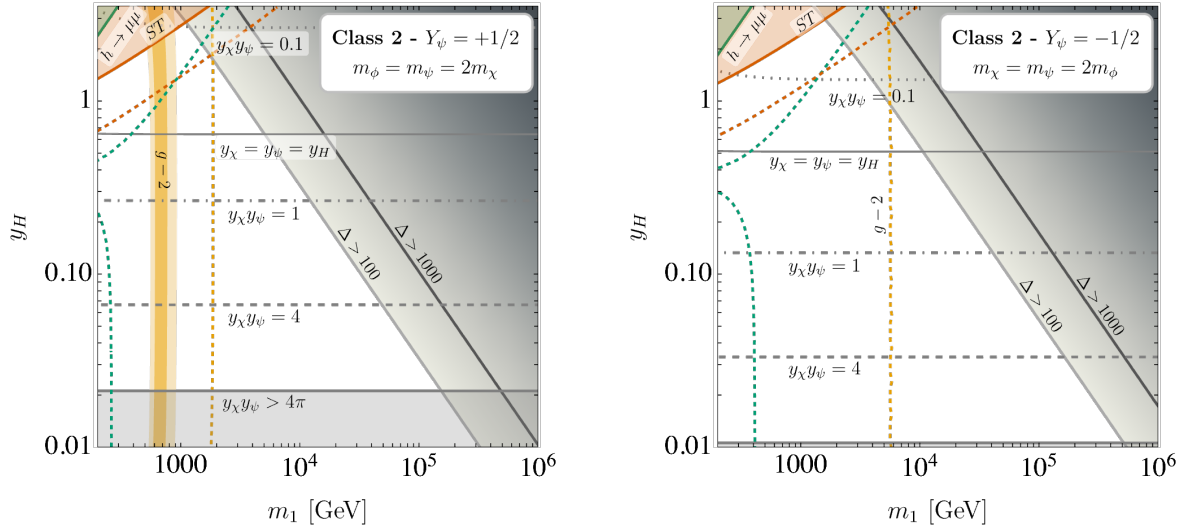 h → μμ
ST
y_χ y_ψ = 0.1
Class 2 - Y_ψ = +1/2
m_ϕ = m_ψ = 2m_χ
1
g − 2
y_χ = y_ψ = y_H
y_χ y_ψ = 1
y_H
0.10
Δ > 100
Δ > 1000
y_χ y_ψ = 4
y_χ y_ψ > 4π
0.01
1000
10^4
10^5
10^6
m_1 [GeV]
h → μμ
ST
Class 2 - Y_ψ = −1/2
m_χ = m_ψ = 2m_ϕ
y_χ y_ψ = 0.1
1
y_χ = y_ψ = y_H
g − 2
y_H
y_χ y_ψ = 1
0.10
Δ > 100
Δ > 1000
y_χ y_ψ = 4
0.01
1000
10^4
10^5
10^6
m_1 [GeV]